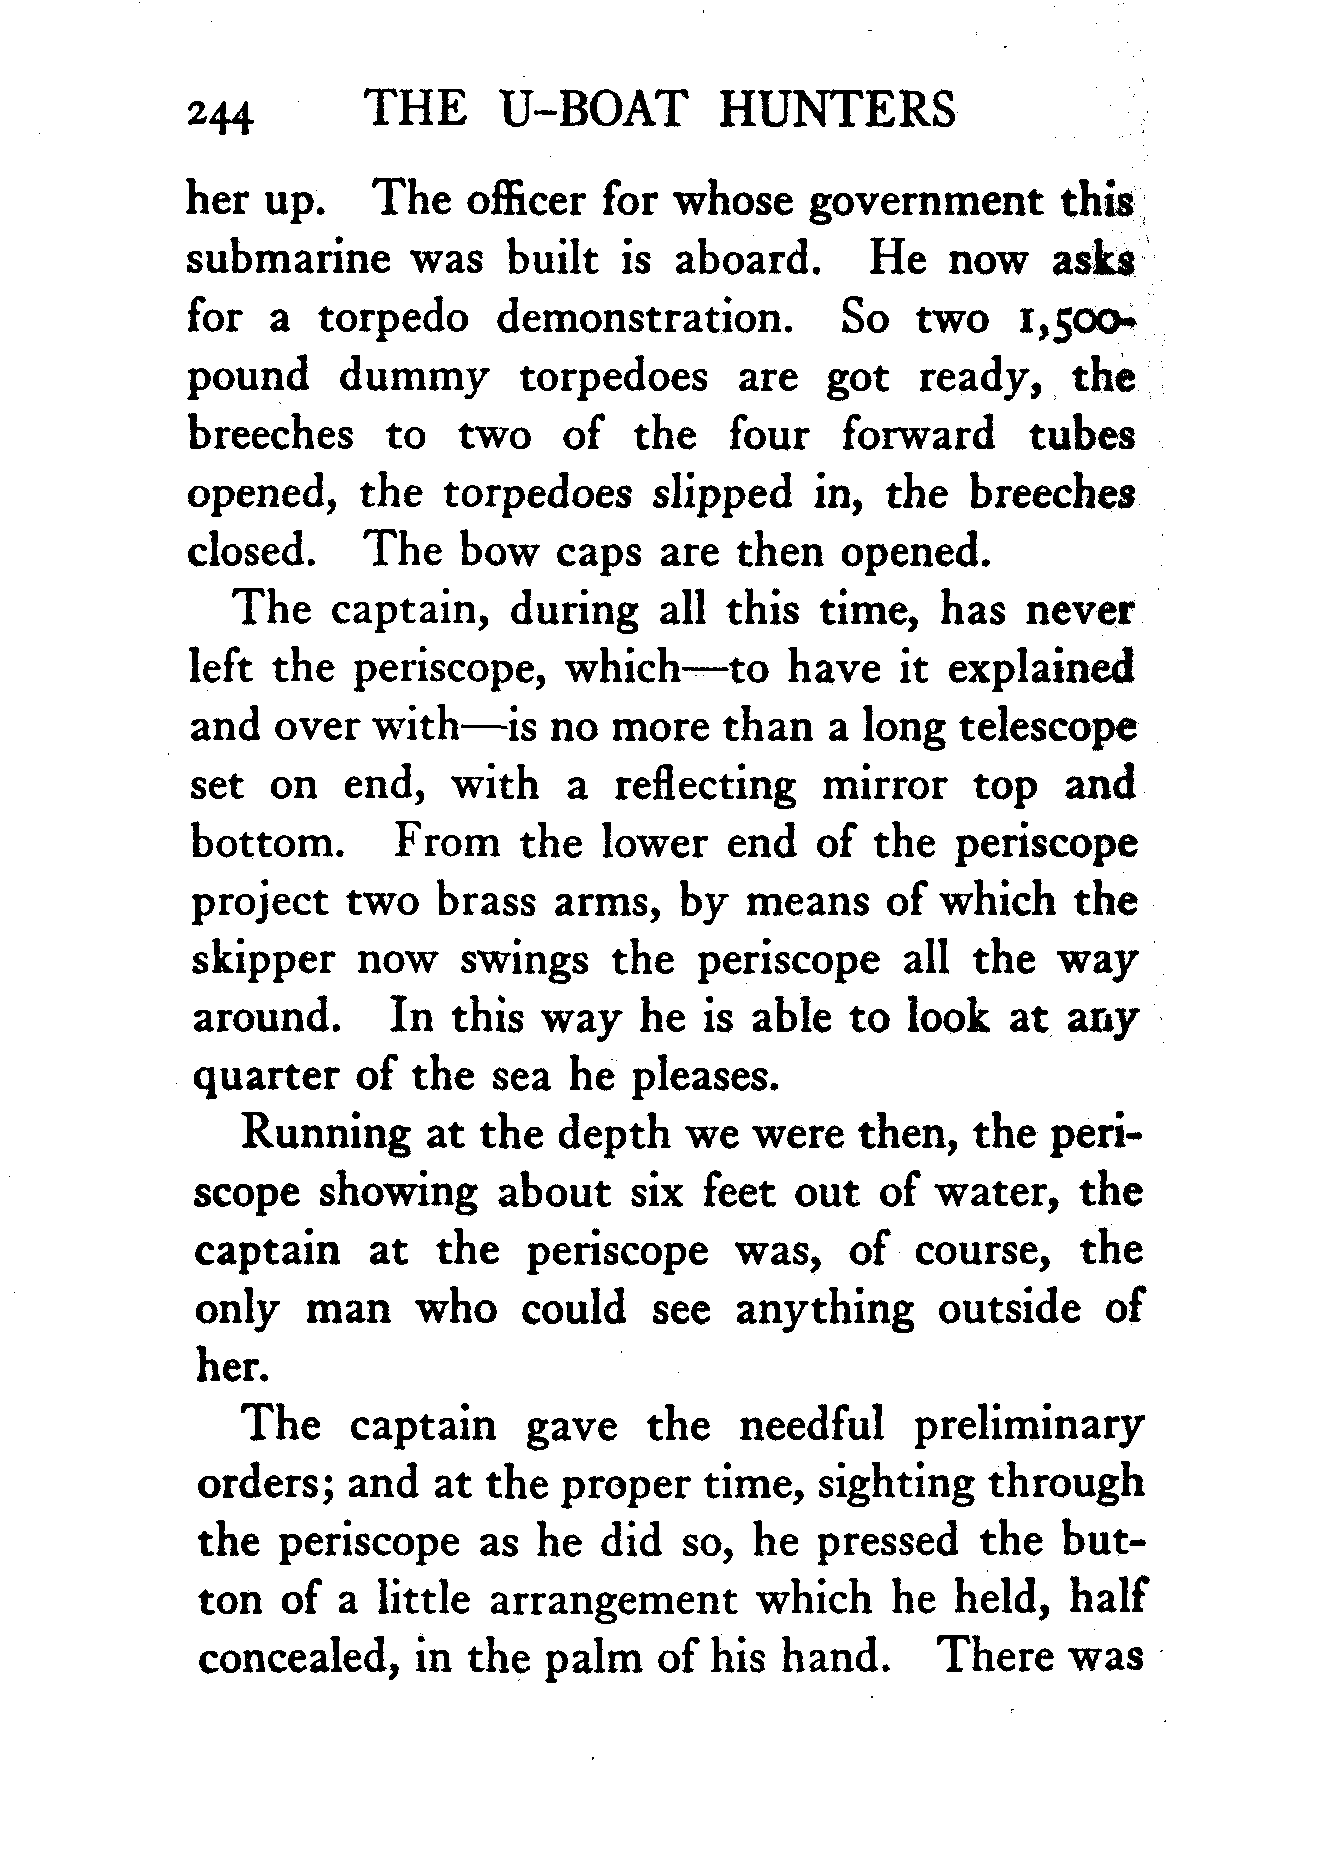 244 THE U-BOAT HUNTERS
her up. The officer for whose government this
submarine was built is aboard. He now asks
for a torpedo demonstration. So two 1,500-
pound dummy torpedoes are got ready, the
breeches to two of the four forward tubes
opened, the torpedoes slipped in, the breeches
closed. The bow caps are then opened.
The captain, during all this time, has never
left the periscope, which—to have it explained
and over with—is no more than a long telescope
set on end, with a reflecting mirror top and
bottom. From the lower end of the periscope
project two brass arms, by means of which the
skipper now swings the periscope all the way
around. In this way he is able to look at any
quarter of the sea he pleases.
Running at the depth we were then, the peri-
scope showing about six feet out of water, the
captain at the periscope was, of course, the
only man who could see anything outside of
her.
The captain gave the needful preliminary
orders; and at the proper time, sighting through
the periscope as he did so, he pressed the but-
ton of a little arrangement which he held, half
concealed, in the palm of his hand. There was